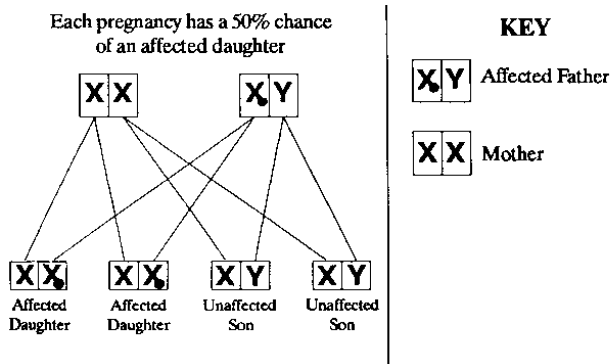 Each pregnancy has a 50% chance
of an affected daughter
X X
X Y
X X
X X
X Y
X Y
Affected
Daughter
Affected
Daughter
Unaffected
Son
Unaffected
Son
KEY
X Y Affected Father
X X Mother